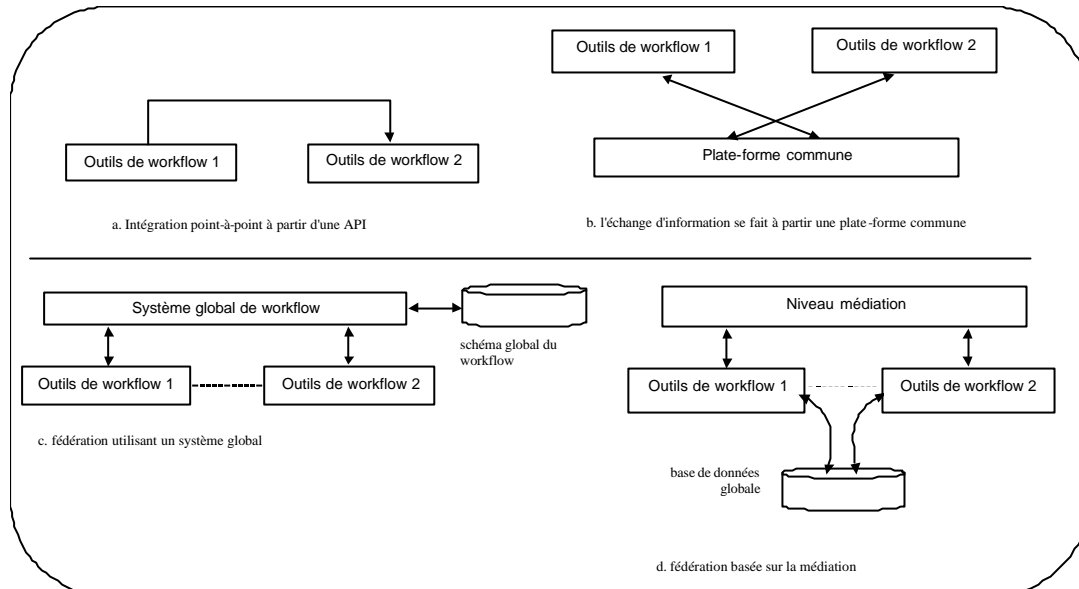 Outils de workflow 1
Outils de workflow 2
a. Intégration point-à-point à partir d'une API
Outils de workflow 1
Outils de workflow 2
Plate-forme commune
b. l'échange d'information se fait à partir une plate-forme commune
Système global de workflow
schéma global du
workflow
Outils de workflow 1
Outils de workflow 2
c. fédération utilisant un système global
Niveau médiation
Outils de workflow 1
Outils de workflow 2
base de données
globale
d. fédération basée sur la médiation